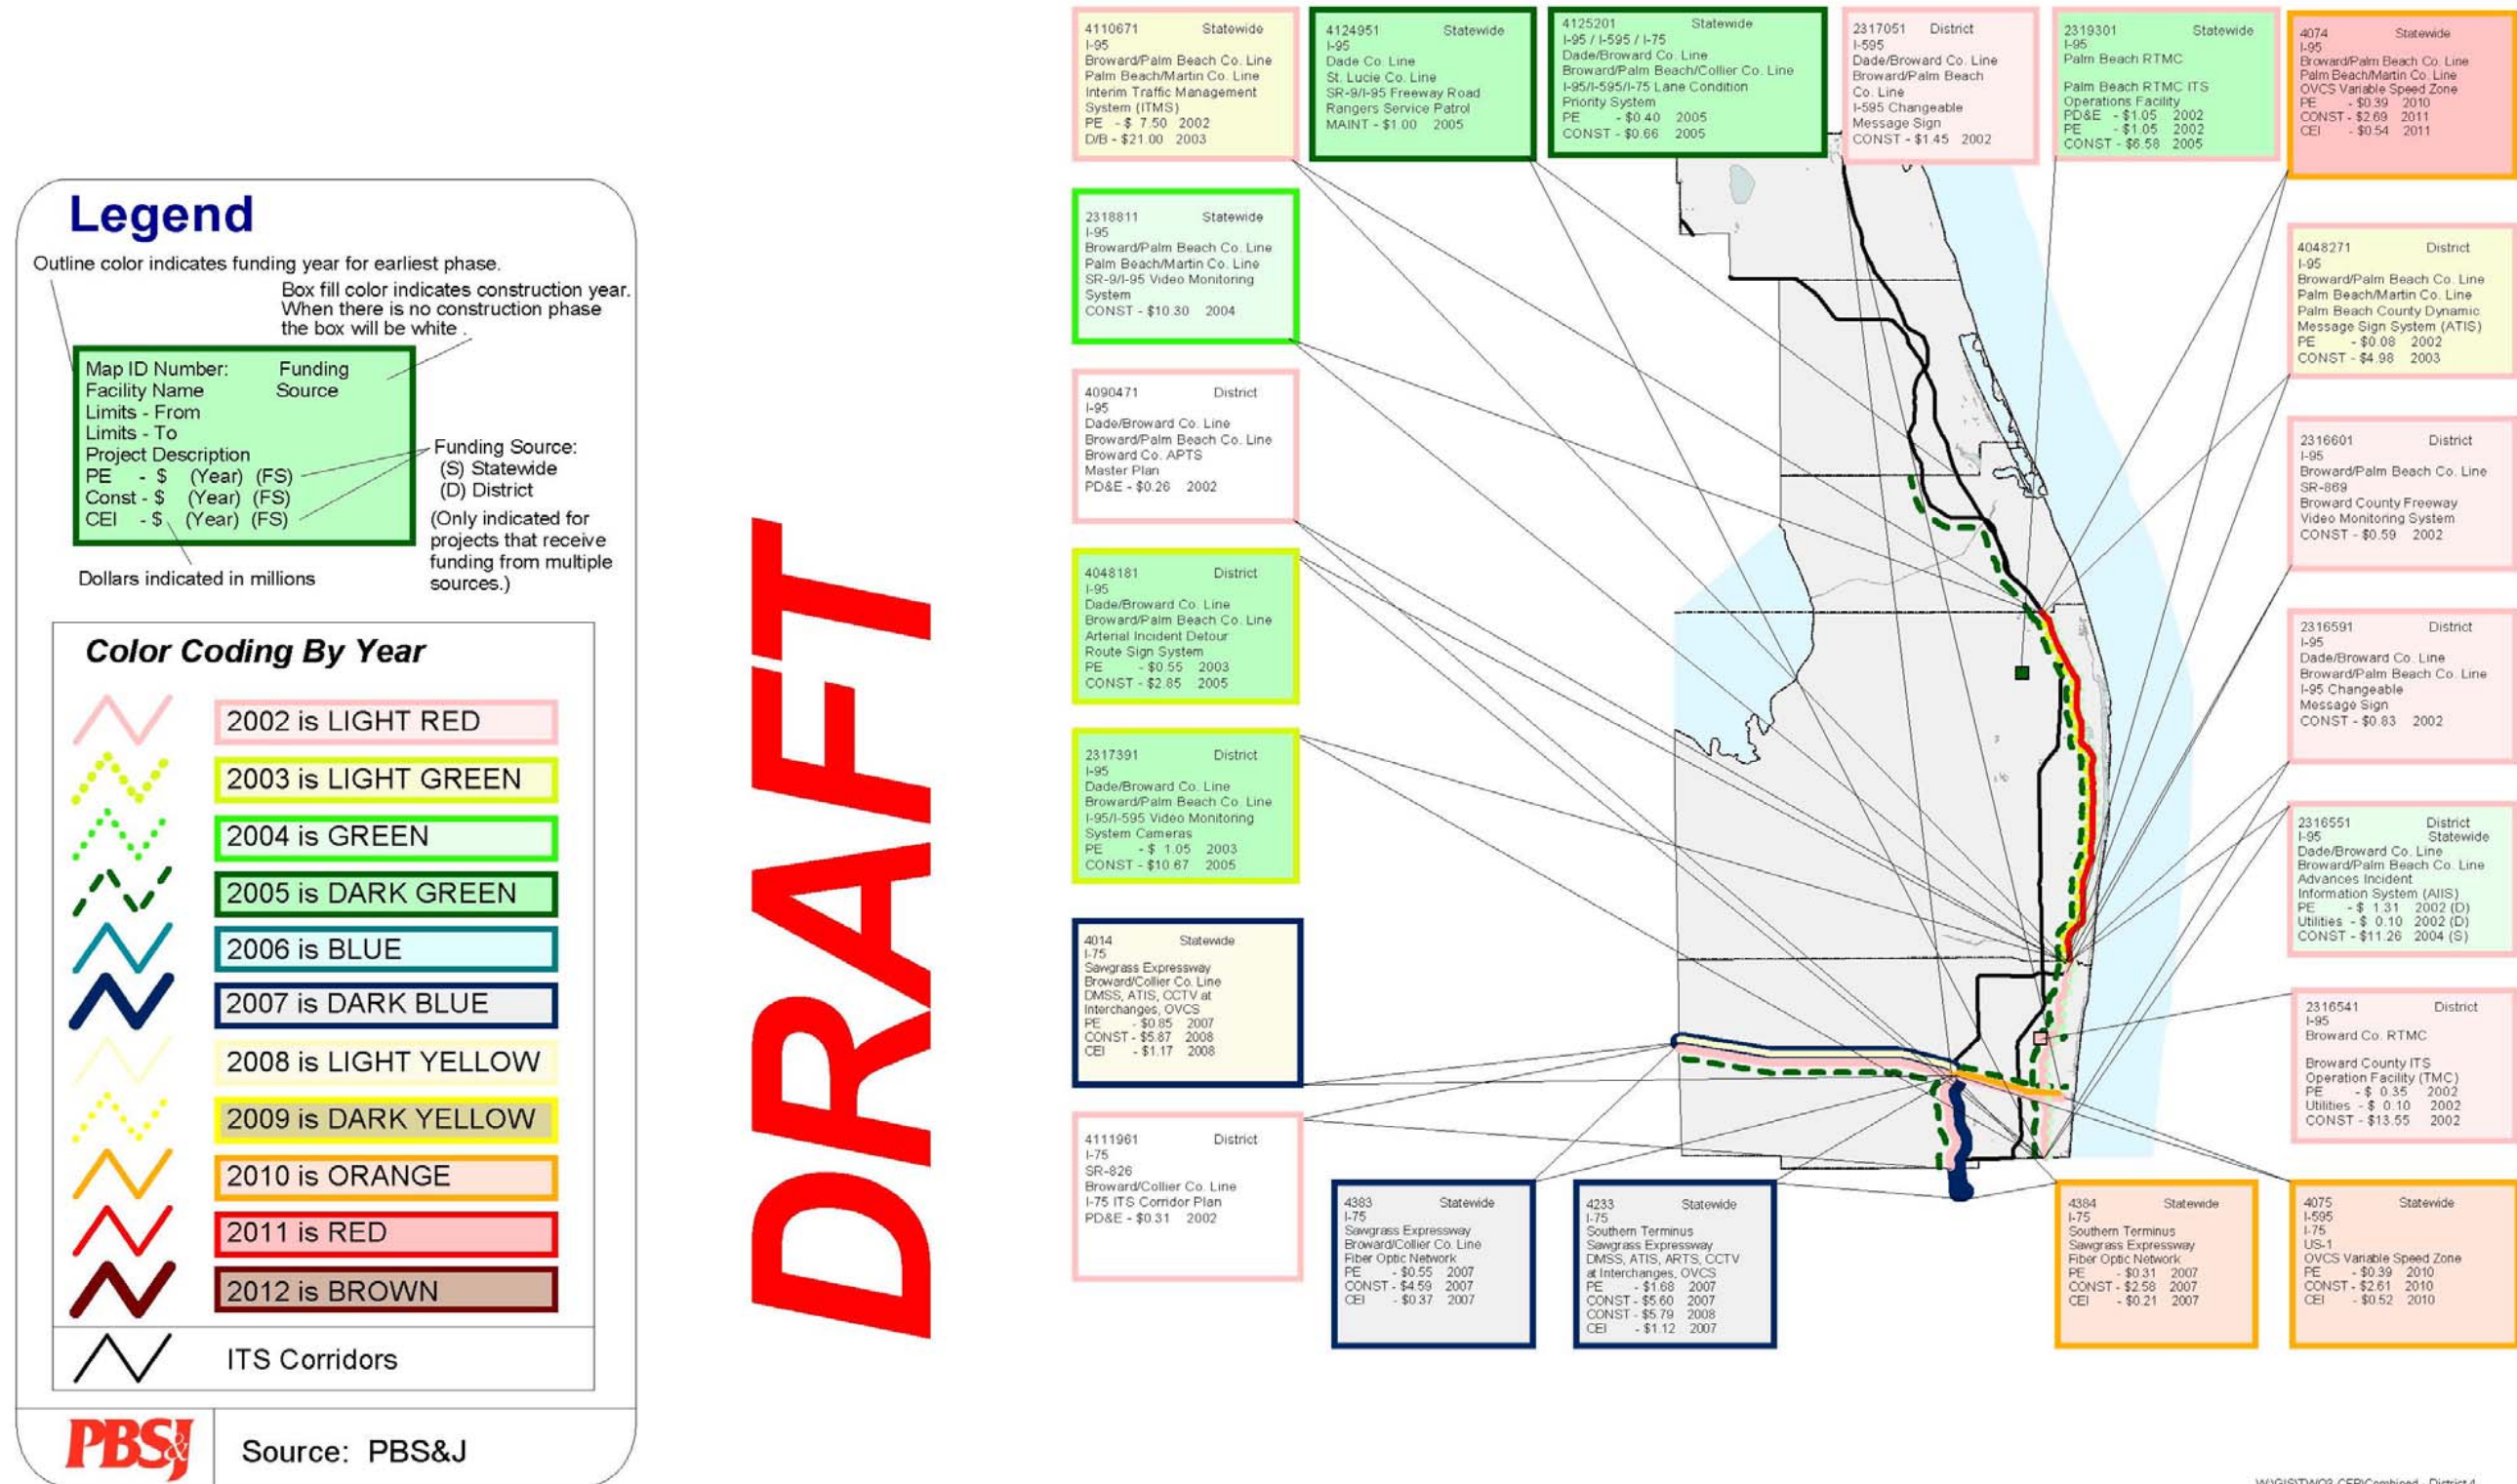 Legend
Outline color indicates funding year for earliest phase.
Box fill color indicates construction year.
When there is no construction phase
the box will be white .
Map ID Number: Funding
Facility Name Source
Limits - From
Limits - To
Project Description
PE - $ (Year) (FS)
Const - $ (Year) (FS)
CEI - $ (Year) (FS)
Funding Source:
(S) Statewide
(D) District
(Only indicated for
projects that receive
funding from multiple
sources.)
Dollars indicated in millions
Color Coding By Year
2002 is LIGHT RED
2003 is LIGHT GREEN
2004 is GREEN
2005 is DARK GREEN
2006 is BLUE
2007 is DARK BLUE
2008 is LIGHT YELLOW
2009 is DARK YELLOW
2010 is ORANGE
2011 is RED
2012 is BROWN
ITS Corridors
PBS&J
Source: PBS&J
DRAFT
4110671 Statewide
I-95
Broward/Palm Beach Co. Line
Palm Beach/Martin Co. Line
Interim Traffic Management
System (ITMS)
PE - $ 7.50 2002
D/B - $21.00 2003
4124951 Statewide
I-95
Dade Co. Line
St. Lucie Co. Line
SR-9/I-95 Freeway Road
Rangers Service Patrol
MAINT - $1.00 2005
4125201 Statewide
I-95 / I-595 / I-75
Dade/Broward Co. Line
Broward/Palm Beach/Collier Co. Line
I-95/I-595/I-75 Lane Condition
Priority System
PE - $0.40 2005
CONST - $0.66 2005
2317051 District
I-595
Dade/Broward Co. Line
Broward/Palm Beach
Co. Line
I-595 Changeable
Message Sign
CONST - $1.45 2002
2319301 Statewide
I-95
Palm Beach RTMC
Palm Beach RTMC ITS
Operations Facility
PD&E - $1.05 2002
PE - $1.05 2002
CONST - $6.58 2005
4074 Statewide
I-95
Broward/Palm Beach Co. Line
Palm Beach/Martin Co. Line
OVCS Variable Speed Zone
PE - $0.39 2010
CONST - $2.69 2011
CEI - $0.54 2011
2318811 Statewide
I-95
Broward/Palm Beach Co. Line
Palm Beach/Martin Co. Line
SR-9/I-95 Video Monitoring
System
CONST - $10.30 2004
4090471 District
I-95
Dade/Broward Co. Line
Broward/Palm Beach Co. Line
Broward Co. APTS
Master Plan
PD&E - $0.26 2002
4048181 District
I-95
Dade/Broward Co. Line
Broward/Palm Beach Co. Line
Arterial Incident Detour
Route Sign System
PE - $0.55 2003
CONST - $2.85 2005
2317391 District
I-95
Dade/Broward Co. Line
Broward/Palm Beach Co. Line
I-95/I-595 Video Monitoring
System Cameras
PE - $ 1.05 2003
CONST - $10.67 2005
4014 Statewide
I-75
Sawgrass Expressway
Broward/Collier Co. Line
DMSS, ATIS, CCTV at
Interchanges, OVCS
PE - $0.85 2007
CONST - $5.87 2008
CEI - $1.17 2008
4111961 District
I-75
SR-826
Broward/Collier Co. Line
I-75 ITS Corridor Plan
PD&E - $0.31 2002
4383 Statewide
I-75
Sawgrass Expressway
Broward/Collier Co. Line
Fiber Optic Network
PE - $0.55 2007
CONST - $4.59 2007
CEI - $0.37 2007
4233 Statewide
I-75
Southern Terminus
Sawgrass Expressway
DMSS, ATIS, ARTS, CCTV
at Interchanges, OVCS
PE - $1.68 2007
CONST - $5.60 2007
CONST - $5.79 2008
CEI - $1.12 2007
4384 Statewide
I-75
Southern Terminus
Sawgrass Expressway
Fiber Optic Network
PE - $0.31 2007
CONST - $2.58 2007
CEI - $0.21 2007
4075 Statewide
I-595
I-75
US-1
OVCS Variable Speed Zone
PE - $0.39 2010
CONST - $2.61 2010
CEI - $0.52 2010
4048271 District
I-95
Broward/Palm Beach Co. Line
Palm Beach/Martin Co. Line
Palm Beach County Dynamic
Message Sign System (ATIS)
PE - $0.08 2002
CONST - $4.98 2003
2316601 District
I-95
Broward/Palm Beach Co. Line
SR-869
Broward County Freeway
Video Monitoring System
CONST - $0.59 2002
2316591 District
I-95
Dade/Broward Co. Line
Broward/Palm Beach Co. Line
I-95 Changeable
Message Sign
CONST - $0.83 2002
2316551 District
I-95 Statewide
Dade/Broward Co. Line
Broward/Palm Beach Co. Line
Advances Incident
Information System (AIIS)
PE - $ 1.31 2002 (D)
Utilities - $ 0.10 2002 (D)
CONST - $11.26 2004 (S)
2316541 District
I-95
Broward Co. RTMC
Broward County ITS
Operation Facility (TMC)
PE - $ 0.35 2002
Utilities - $ 0.10 2002
CONST - $13.55 2002